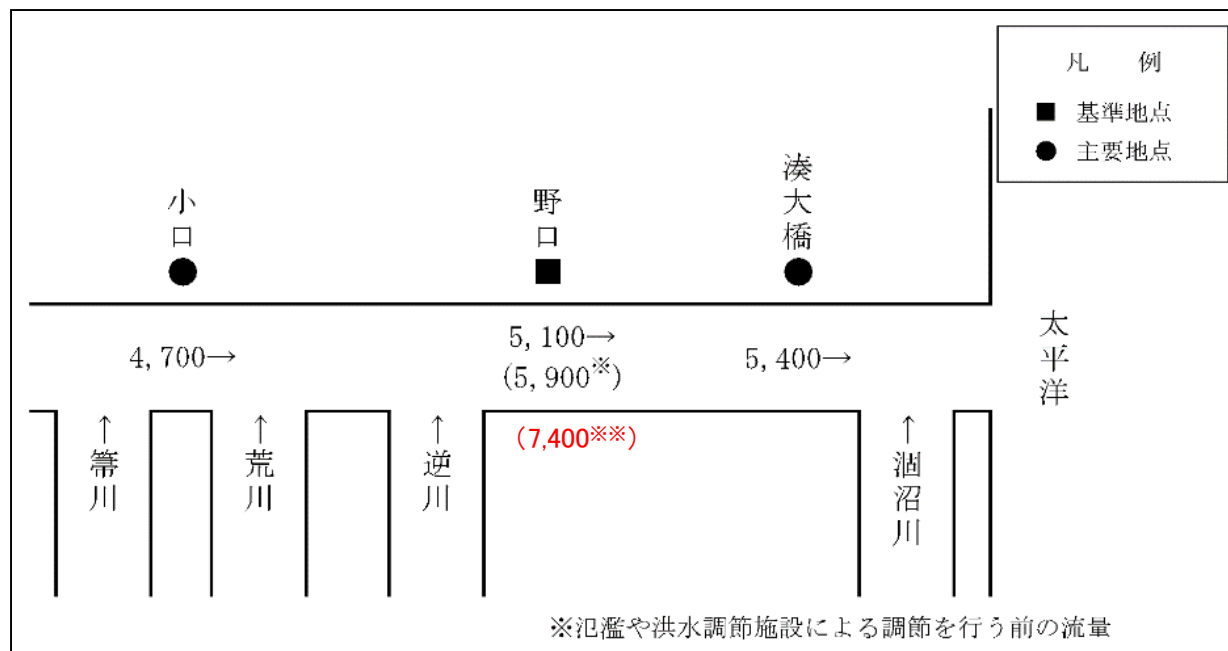 凡 例
■ 基準地点
● 主要地点
小口
野口
湊大橋
4,700→
5,100→
(5,900※)
5,400→
太平洋
(7,400※※)
↑箒川
↑荒川
↑逆川
↑涸沼川
※氾濫や洪水調節施設による調節を行う前の流量